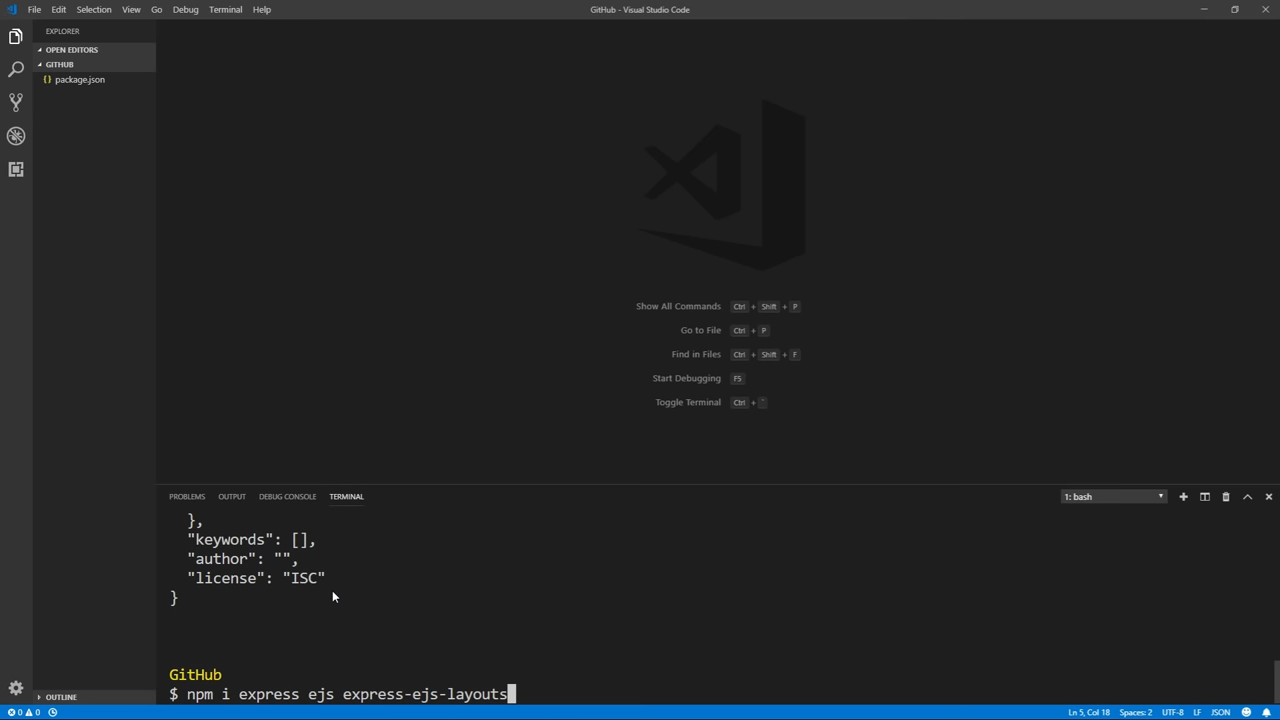 File Edit Selection View Go Debug Terminal Help
GitHub - Visual Studio Code
EXPLORER
OPEN EDITORS
GITHUB
{} package.json
Show All Commands Ctrl + Shift + P
Go to File Ctrl + P
Find in Files Ctrl + Shift + F
Start Debugging F5
Toggle Terminal Ctrl + `
PROBLEMS OUTPUT DEBUG CONSOLE TERMINAL
1: bash
},
"keywords": [],
"author": "",
"license": "ISC"
}
GitHub
$ npm i express ejs express-ejs-layouts
OUTLINE
0 0
Ln 5, Col 18 Spaces: 2 UTF-8 LF JSON